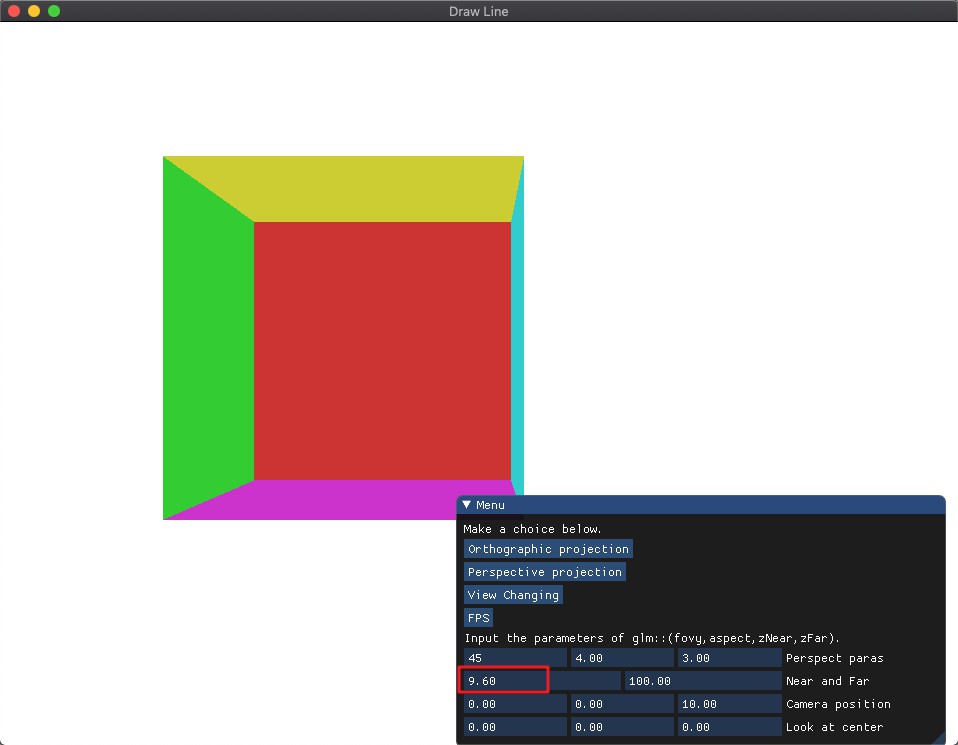 Draw Line
▼ Menu
Make a choice below.
Orthographic projection
Perspective projection
View Changing
FPS
Input the parameters of glm::(fovy,aspect,zNear,zFar).
45 4.00 3.00 Perspect paras
9.60 100.00 Near and Far
0.00 0.00 10.00 Camera position
0.00 0.00 0.00 Look at center